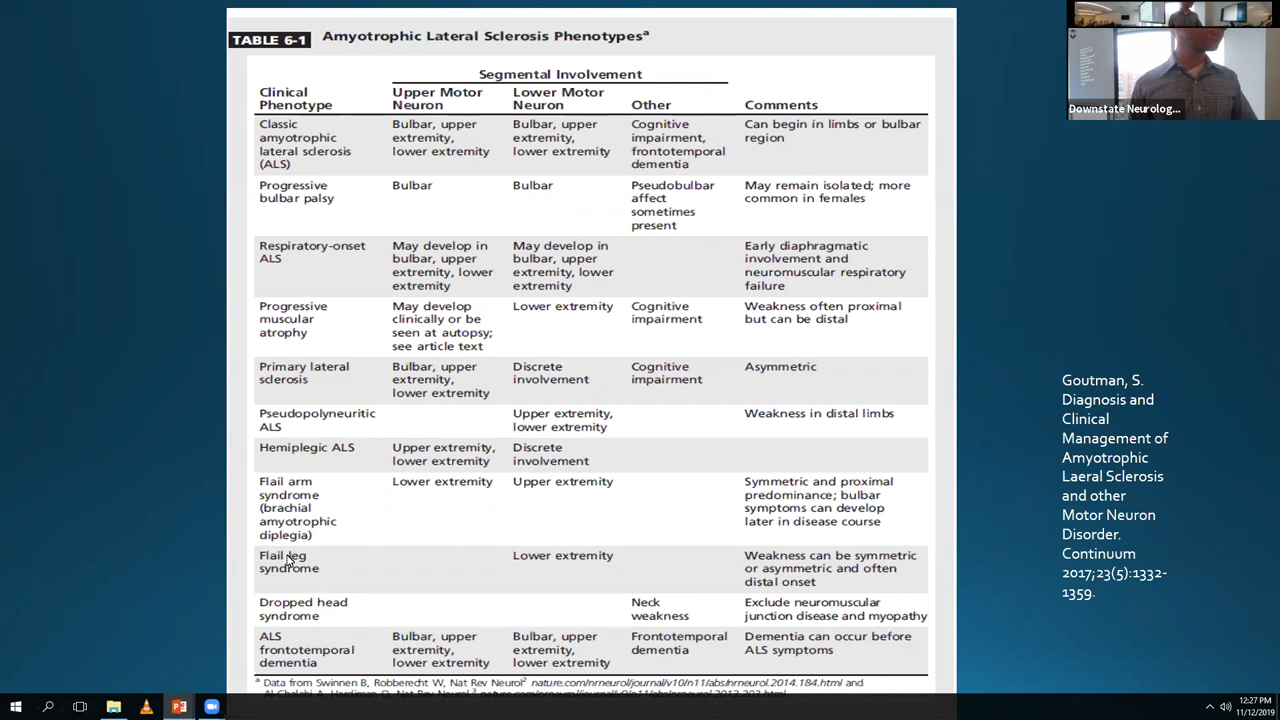 TABLE 6-1
Amyotrophic Lateral Sclerosis Phenotypesa
Segmental Involvement
Clinical Phenotype
Upper Motor Neuron
Lower Motor Neuron
Other
Comments
Classic amyotrophic lateral sclerosis (ALS)
Bulbar, upper extremity, lower extremity
Bulbar, upper extremity, lower extremity
Cognitive impairment, frontotemporal dementia
Can begin in limbs or bulbar region
Progressive bulbar palsy
Bulbar
Bulbar
Pseudobulbar affect sometimes present
May remain isolated; more common in females
Respiratory-onset ALS
May develop in bulbar, upper extremity, lower extremity
May develop in bulbar, upper extremity, lower extremity
Early diaphragmatic involvement and neuromuscular respiratory failure
Progressive muscular atrophy
May develop clinically or be seen at autopsy; see article text
Lower extremity
Cognitive impairment
Weakness often proximal but can be distal
Primary lateral sclerosis
Bulbar, upper extremity, lower extremity
Discrete involvement
Cognitive impairment
Asymmetric
Pseudopolyneuritic ALS
Upper extremity, lower extremity
Weakness in distal limbs
Hemiplegic ALS
Upper extremity, lower extremity
Discrete involvement
Flail arm syndrome (brachial amyotrophic diplegia)
Lower extremity
Upper extremity
Symmetric and proximal predominance; bulbar symptoms can develop later in disease course
Flail leg syndrome
Lower extremity
Weakness can be symmetric or asymmetric and often distal onset
Dropped head syndrome
Neck weakness
Exclude neuromuscular junction disease and myopathy
ALS frontotemporal dementia
Bulbar, upper extremity, lower extremity
Bulbar, upper extremity, lower extremity
Frontotemporal dementia
Dementia can occur before ALS symptoms
a Data from Swinnen B, Robberecht W, Nat Rev Neurol2 nature.com/nrneurol/journal/v10/n11/abs/nrneurol.2014.184.html and
Goutman, S.
Diagnosis and
Clinical
Management of
Amyotrophic
Laeral Sclerosis
and other
Motor Neuron
Disorder.
Continuum
2017;23(5):1332-
1359.
Downstate Neurolog...
12:27 PM
11/12/2019